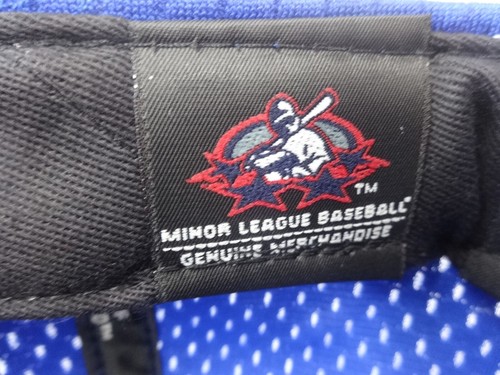 TM
MINOR LEAGUE BASEBALL
GENUINE MERCHANDISE